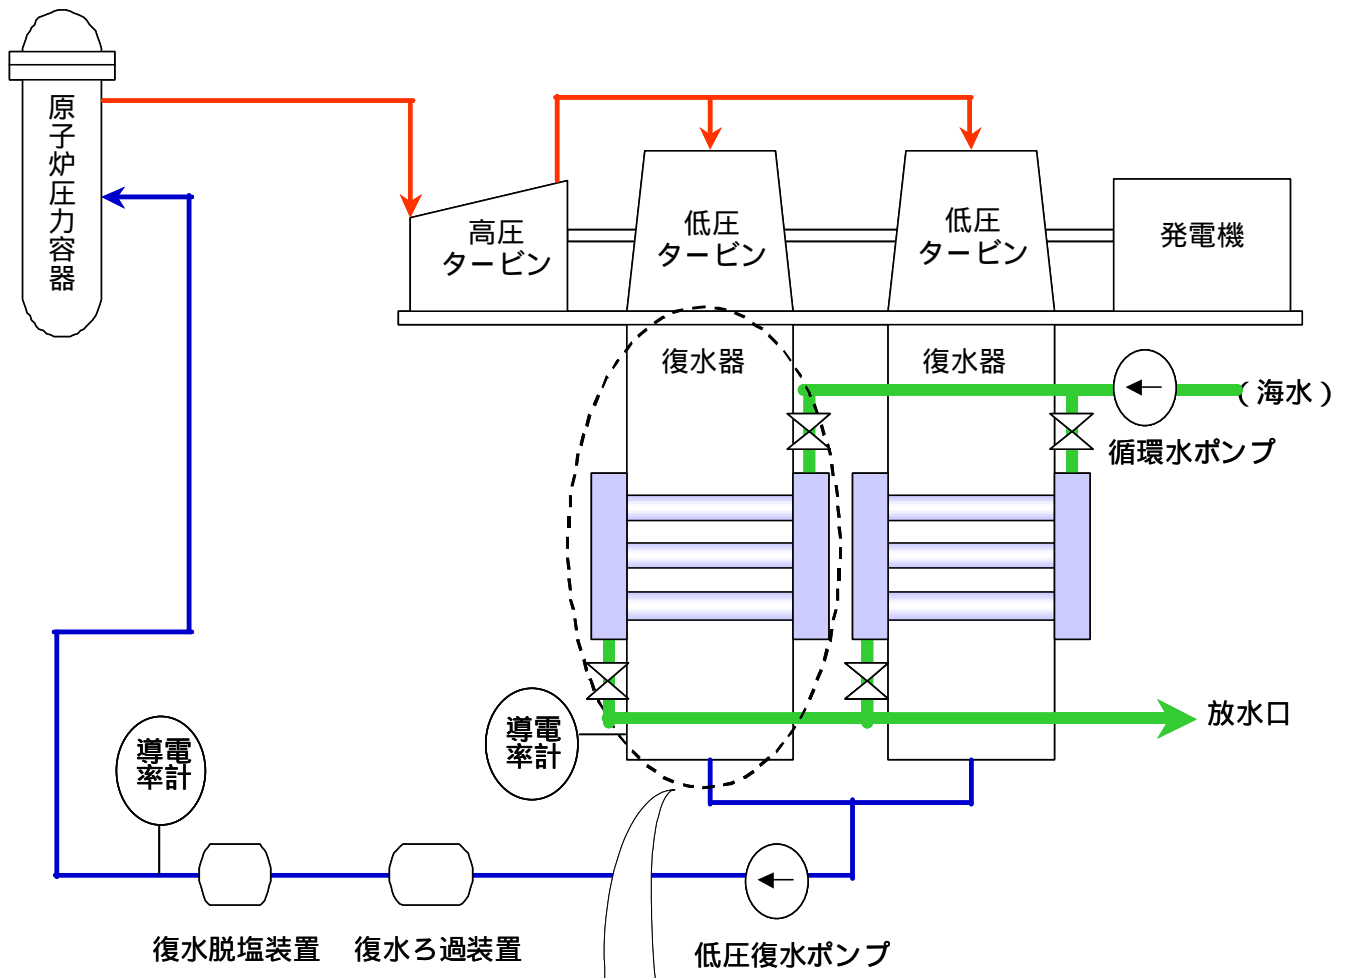 原子炉圧力容器
高圧
タービン
低圧
タービン
低圧
タービン
発電機
復水器
復水器
（海水）
循環水ポンプ
放水口
導電
率計
導電
率計
復水脱塩装置
復水ろ過装置
低圧復水ポンプ